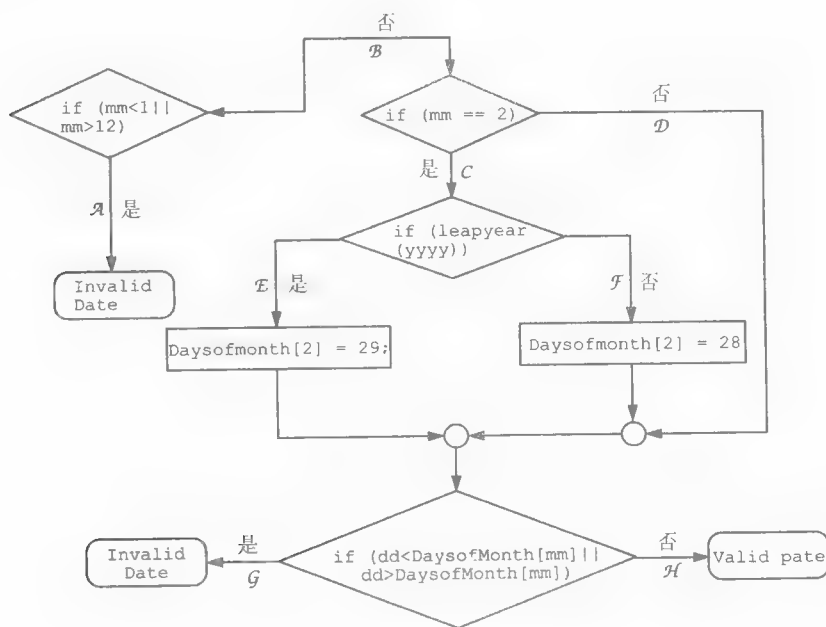 否
B
if (mm<1||
mm>12)
if (mm == 2)
否
D
A 是
是 C
if (leapyear
(yyyy))
Invalid
Date
E 是
F 否
Daysofmonth[2] = 29;
Daysofmonth[2] = 28
是
G
Invalid
Date
if (dd<DaysofMonth[mm]||
dd>DaysofMonth[mm])
否
H
Valid pate